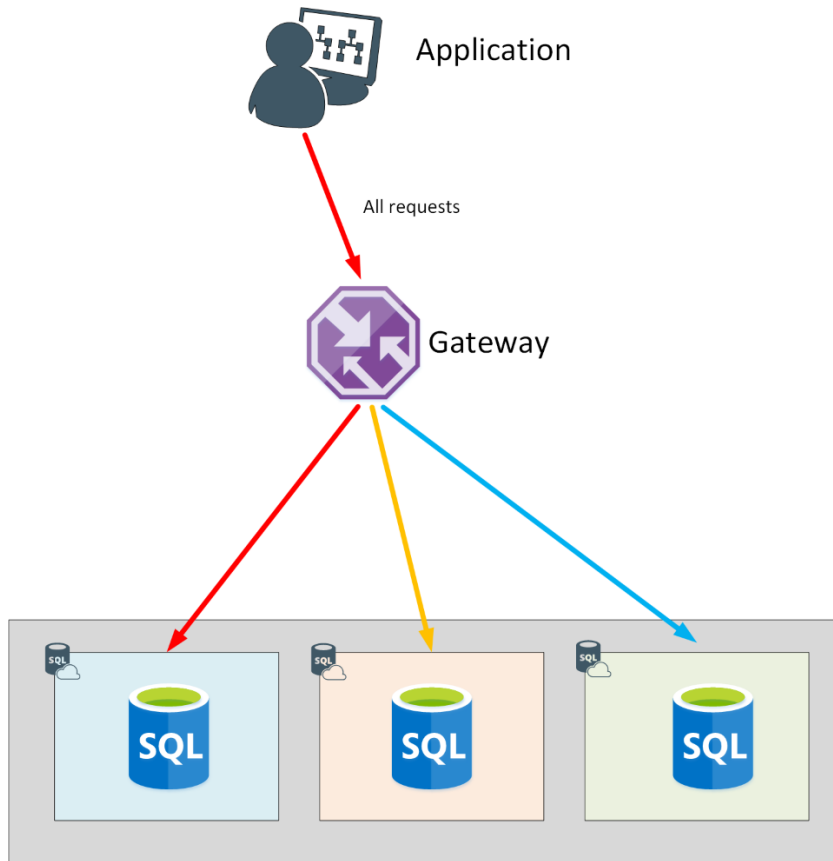 Application
All requests
Gateway
SQL
SQL
SQL
SQL
SQL
SQL